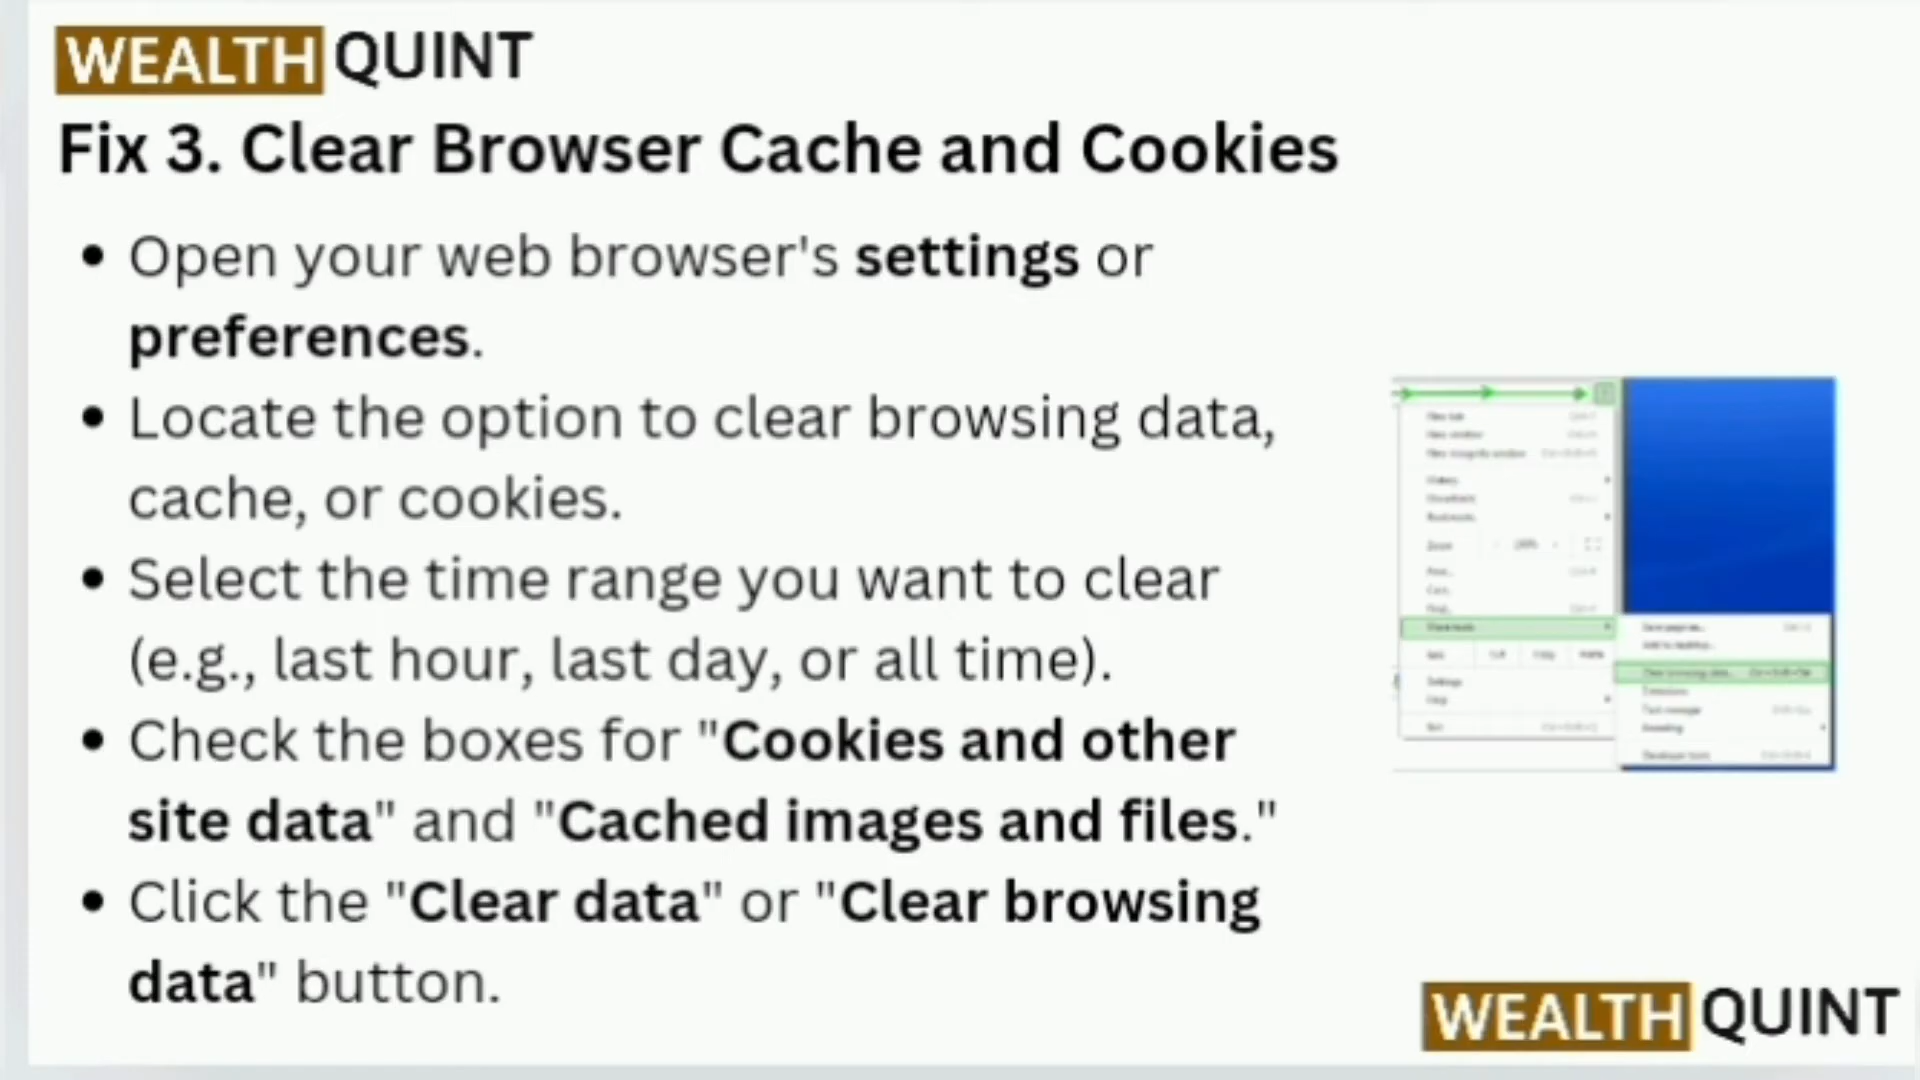 WEALTH QUINT
Fix 3. Clear Browser Cache and Cookies
• Open your web browser's settings or
preferences.
• Locate the option to clear browsing data,
cache, or cookies.
• Select the time range you want to clear
(e.g., last hour, last day, or all time).
• Check the boxes for "Cookies and other
site data" and "Cached images and files."
• Click the "Clear data" or "Clear browsing
data" button.
WEALTH QUINT